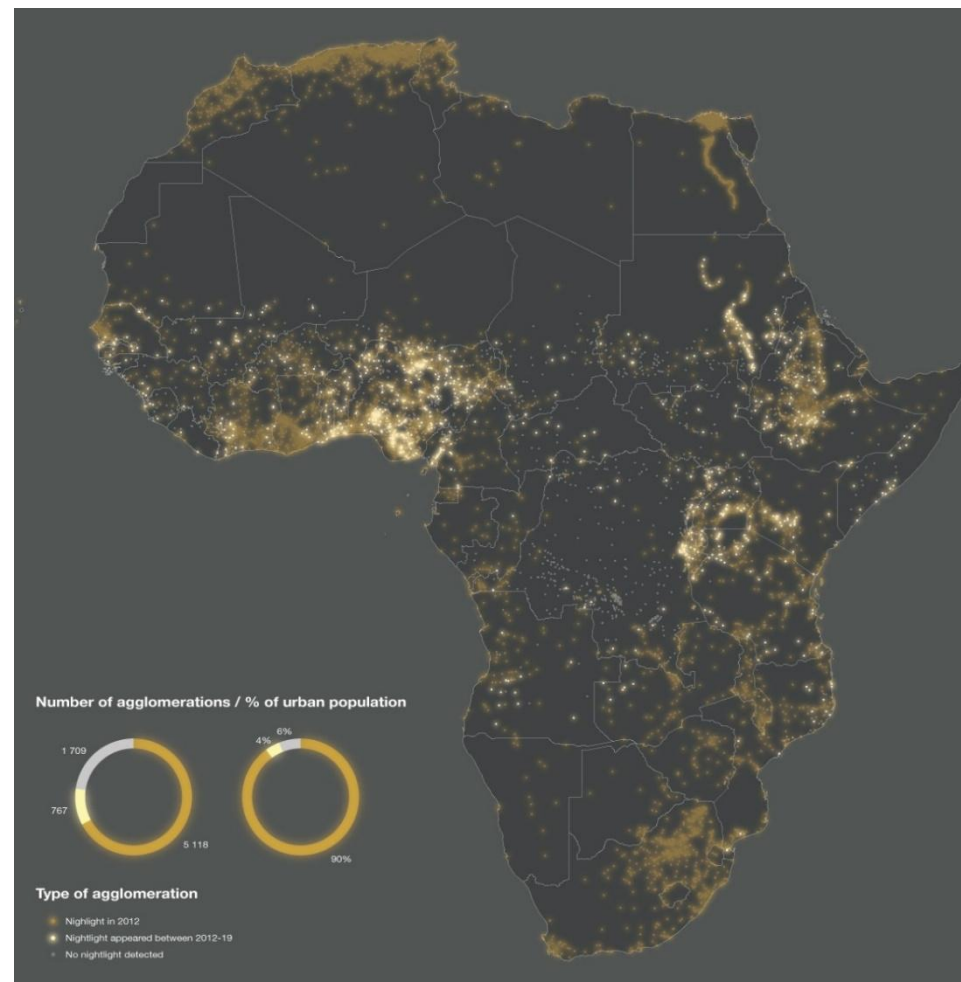 Number of agglomerations / % of urban population
1 709
767
5 118
4%
6%
90%
Type of agglomeration
Nighlight in 2012
Nightlight appeared between 2012-19
No nightlight detected